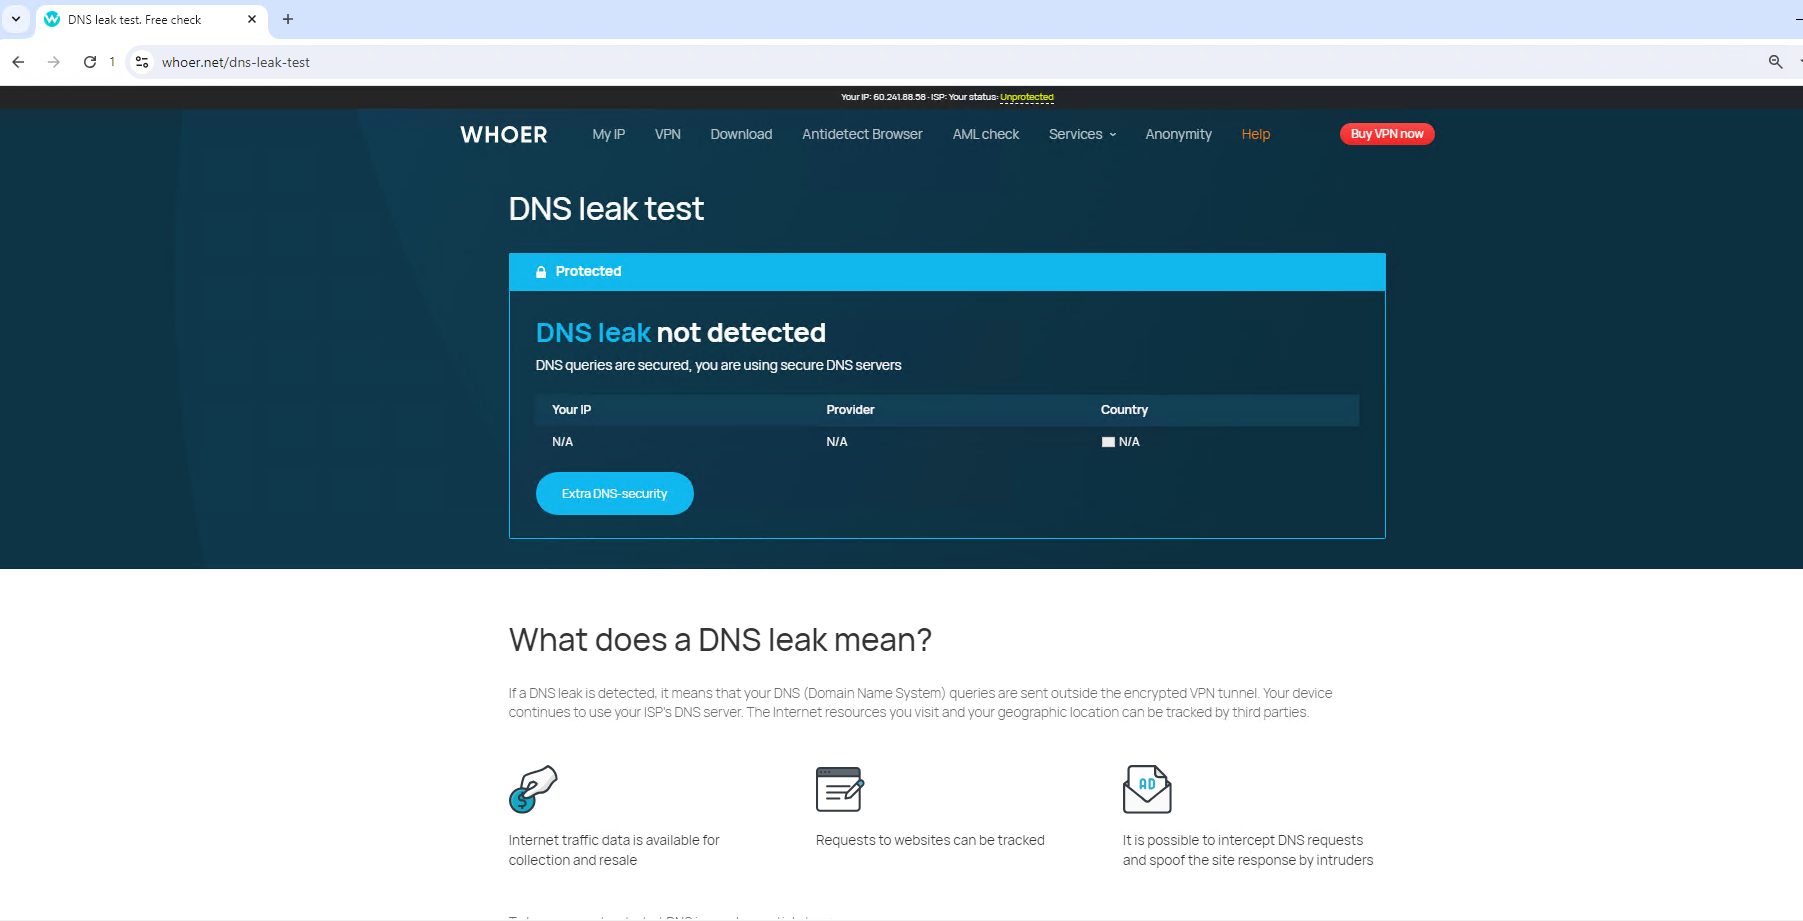 DNS leak test. Free check
1
whoer.net/dns-leak-test
Your IP: 60.241.88.58 · ISP: Your status: Unprotected
WHOER My IP VPN Download Antidetect Browser AML check Services Anonymity Help Buy VPN now
DNS leak test
Protected
DNS leak not detected
DNS queries are secured, you are using secure DNS servers
Your IP Provider Country
N/A N/A N/A
Extra DNS-security
What does a DNS leak mean?
If a DNS leak is detected, it means that your DNS (Domain Name System) queries are sent outside the encrypted VPN tunnel. Your device
continues to use your ISP's DNS server. The Internet resources you visit and your geographic location can be tracked by third parties.
AD
$
Internet traffic data is available for
collection and resale
Requests to websites can be tracked
It is possible to intercept DNS requests
and spoof the site response by intruders